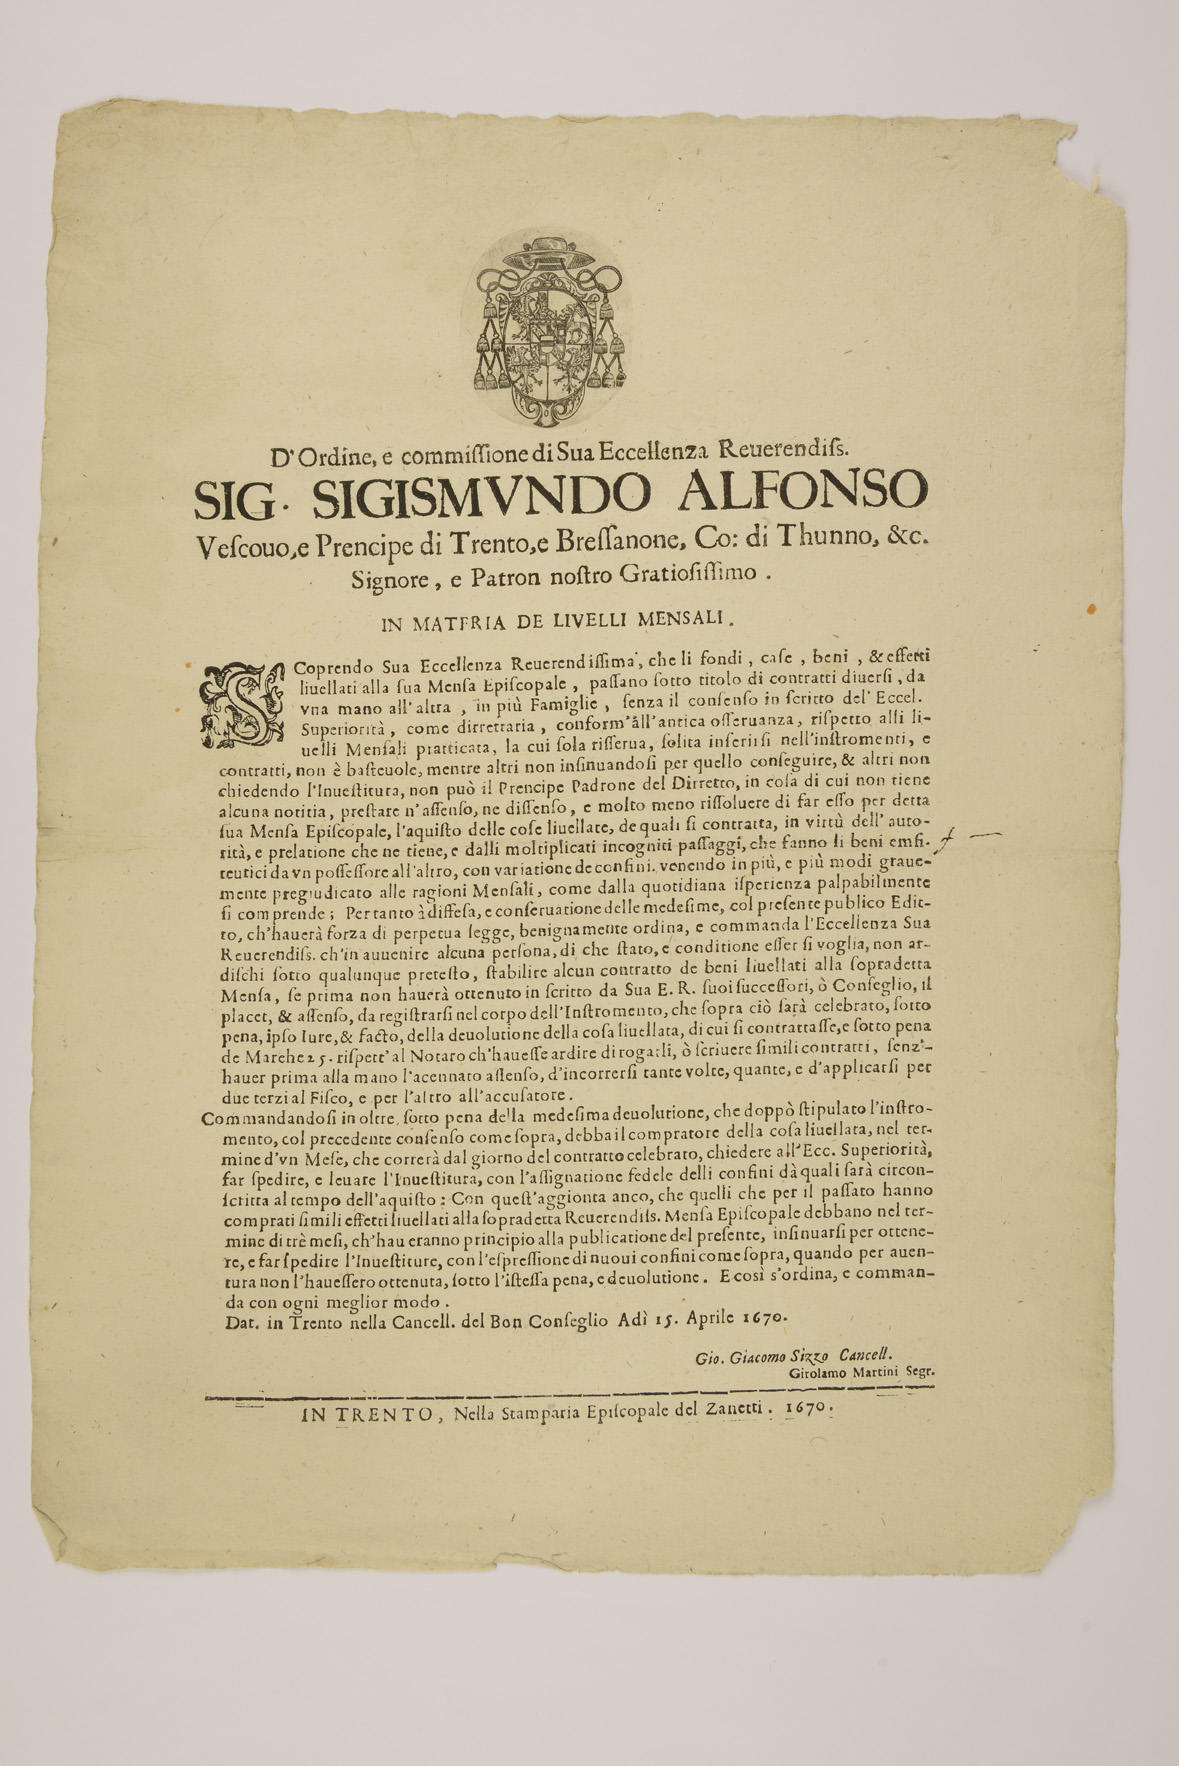 D'Ordine, e commiſſione di Sua Eccellenza Reuerendiſs.
SIG. SIGISMVNDO ALFONSO
Veſcouo, e Prencipe di Trento, e Breſſanone, Co: di Thunno, &c.
Signore, e Patron noſtro Gratioſiſſimo.
IN MATERIA DE LIVELLI MENSALI.
SCoprendo Sua Eccellenza Reuerendiſſima, che li fondi, caſe, beni, & effetti
liuellati alla ſua Menſa Epiſcopale, paſſano ſotto titolo di contratti diuerſi, da
vna mano all'altra, in più Famiglie, ſenza il conſenſo in ſcritto del' Eccel.
Superiorità, come dirrettaria, conform'all'antica oſſeruanza, riſpetto alli li-
uelli Menſali pratticata, la cui ſola riſſerua, ſolita inſerirſi nell'inſtromenti, e
contratti, non è baſteuole, mentre altri non inſinuandoſi per quello conſeguire, & altri non
chiedendo l'Inueſtitura, non può il Prencipe Padrone del Dirretto, in coſa di cui non tiene
alcuna notitia, preſtare n'aſſenſo, ne diſſenſo, e molto meno riſſoluere di far eſſo per detta
ſua Menſa Epiſcopale, l'aquiſto delle coſe liuellate, de quali ſi contratta, in virtù dell' auto-
rità, e prelatione che ne tiene, e dalli moltiplicati incogniti paſſaggi, che fanno li beni emfi-
teutici da vn poſſeſſore all'altro, con variatione de confini, venendo in più, e più modi graue-
mente pregiudicato alle ragioni Menſali, come dalla quotidiana iſperienza palpabilmente
ſi comprende; Per tanto à diffeſa, e conſeruatione delle medeſime, col preſente publico Edit-
to, ch'hauerà forza di perpetua legge, benignamente ordina, e commanda l'Eccellenza Sua
Reuerendiſs. ch'in auuenire alcuna perſona, di che ſtato, e conditione eſſer ſi voglia, non ar-
diſchi ſotto qualunque preteſto, ſtabilire alcun contratto de beni liuellati alla ſopradetta
Menſa, ſe prima non hauerà ottenuto in ſcritto da Sua E. R. ſuoi ſucceſſori, ò Conſeglio, il
placet, & aſſenſo, da regiſtrarſi nel corpo dell'Inſtromento, che ſopra ciò ſarà celebrato, ſotto
pena, ipſo Iure, & facto, della deuolutione della coſa liuellata, di cui ſi contrattaſſe, e ſotto pena
de Marche 25. riſpett' al Notaro ch'haueſſe ardire di rogarli, ò ſcriuere ſimili contratti, ſenz'-
hauer prima alla mano l'acennato aſſenſo, d'incorrerſi tante volte, quante, e d'applicarſi per
due terzi al Fiſco, e per l'altro all'accuſatore.
Commandandoſi in oltre, ſotto pena della medeſima deuolutione, che doppò ſtipulato l'inſtro-
mento, col precedente conſenſo come ſopra, debba il compratore della coſa liuellata, nel ter-
mine d'vn Meſe, che correrà dal giorno del contratto celebrato, chiedere all'Ecc. Superiorità,
far ſpedire, e leuare l'Inueſtitura, con l'aſſignatione fedele delli confini dà quali ſarà circon-
ſcritta al tempo dell'aquiſto: Con queſt'aggionta anco, che quelli che per il paſſato hanno
comprati ſimili effetti liuellati alla ſopradetta Reuerendiſs. Menſa Epiſcopale debbano nel ter-
mine di trè meſi, ch'haueranno principio alla publicatione del preſente, inſinuarſi per ottene-
re, e far ſpedire l'Inueſtiture, con l'eſpreſſione di nuoui confini come ſopra, quando per auen-
tura non l'haueſſero ottenuta, ſotto l'iſteſſa pena, e deuolutione. E così s'ordina, e comman-
da con ogni meglior modo.
Dat. in Trento nella Cancell. del Bon Conſeglio Adì 15. Aprile 1670.
Gio. Giacomo Sizzo Cancell.
Girolamo Martini Segr.
IN TRENTO, Nella Stamparia Epiſcopale del Zanetti. 1670.